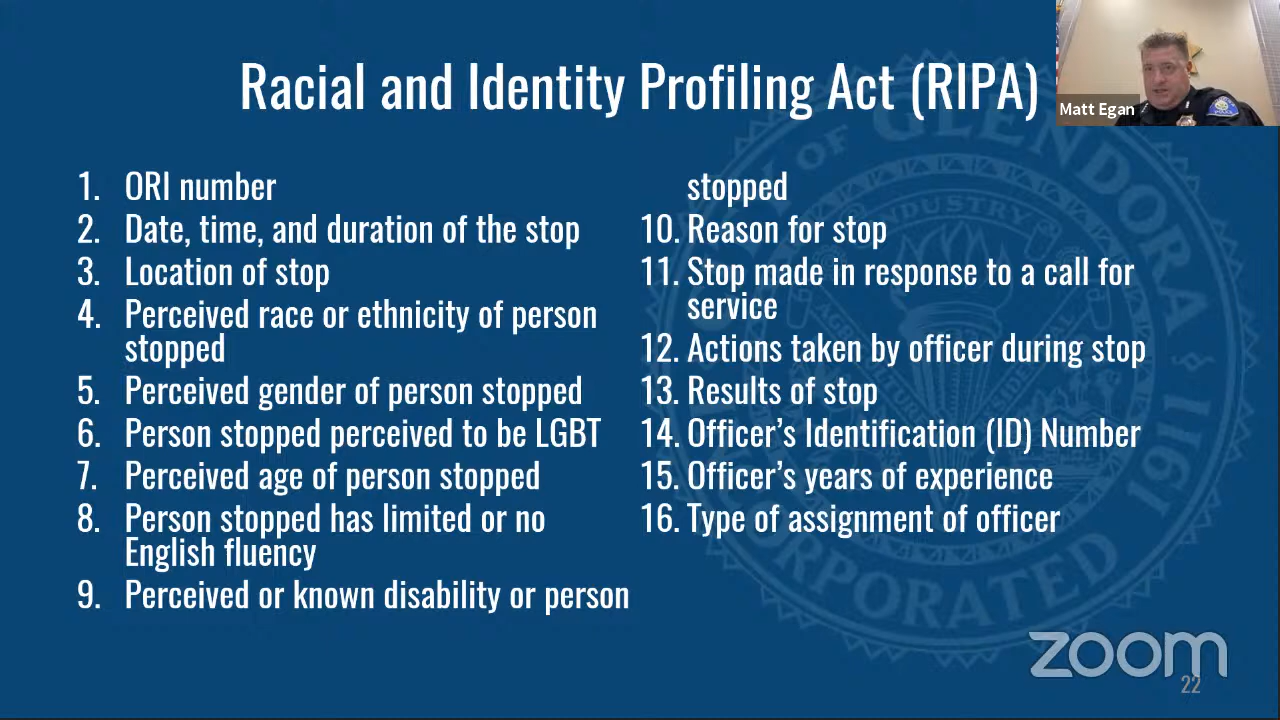 Racial and Identity Profiling Act (RIPA)
Matt Egan
1. ORI number
2. Date, time, and duration of the stop
3. Location of stop
4. Perceived race or ethnicity of person
stopped
5. Perceived gender of person stopped
6. Person stopped perceived to be LGBT
7. Perceived age of person stopped
8. Person stopped has limited or no
English fluency
9. Perceived or known disability or person
stopped
10. Reason for stop
11. Stop made in response to a call for
service
12. Actions taken by officer during stop
13. Results of stop
14. Officer's Identification (ID) Number
15. Officer's years of experience
16. Type of assignment of officer
OF GLENDORA
INDUSTRY
INCORPORATED 1911
zoom
22